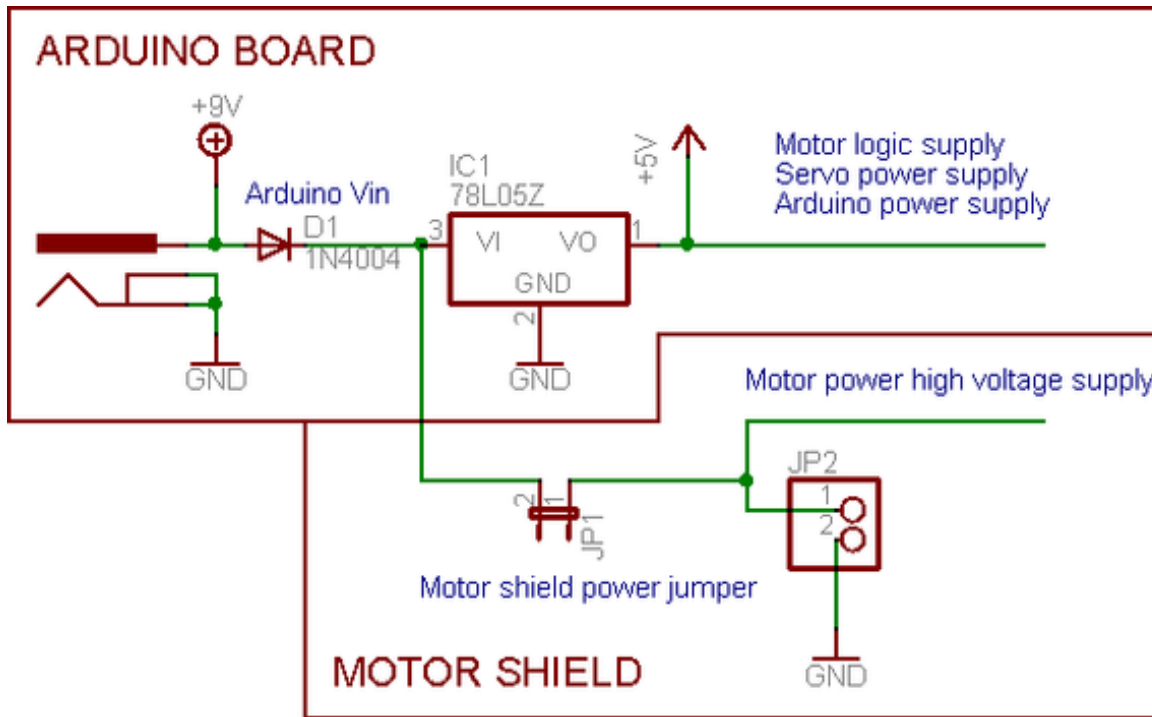 ARDUINO BOARD
+9V
Arduino Vin
D1
1N4004
IC1
78L05Z
3
VI
VO
1
GND
2
+5V
Motor logic supply
Servo power supply
Arduino power supply
GND
GND
Motor power high voltage supply
JP2
1
2
2
1
JP1
Motor shield power jumper
GND
MOTOR SHIELD